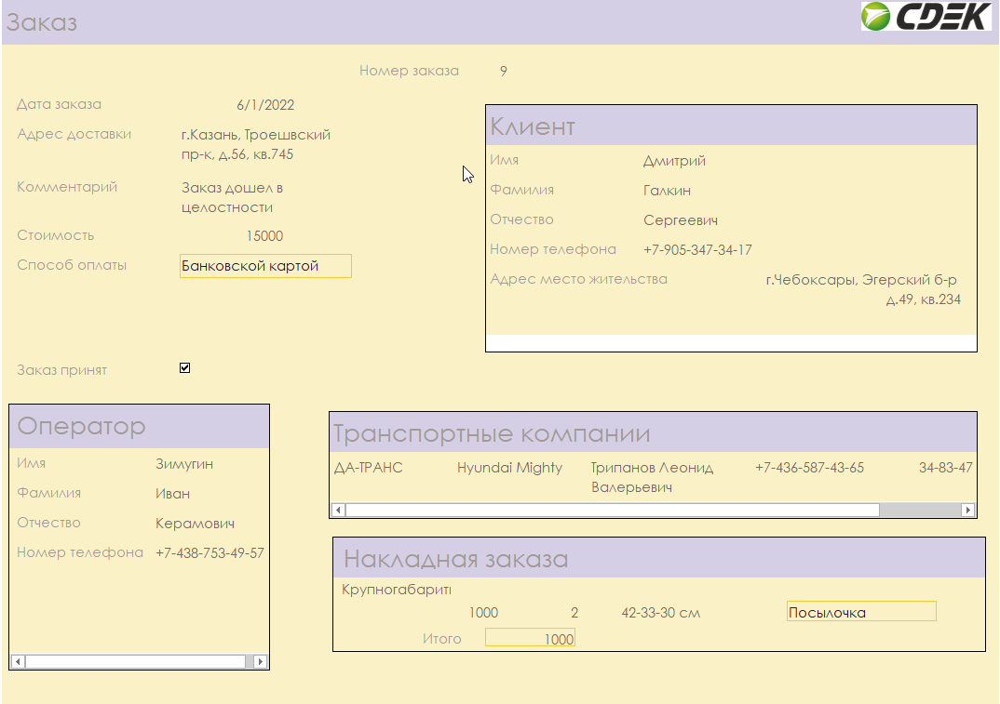 Заказ
CDEK
Номер заказа 9
Дата заказа 6/1/2022
Адрес доставки г.Казань, Троешвский
пр-к, д.56, кв.745
Комментарий Заказ дошел в
целостности
Стоимость 15000
Способ оплаты Банковской картой
Заказ принят
Клиент
Имя Дмитрий
Фамилия Галкин
Отчество Сергеевич
Номер телефона +7-905-347-34-17
Адрес место жительства г.Чебоксары, Эгерский б-р
д.49, кв.234
Оператор
Имя Зимугин
Фамилия Иван
Отчество Керамович
Номер телефона +7-438-753-49-57
Транспортные компании
ДА-ТРАНС Hyundai Mighty Трипанов Леонид +7-436-587-43-65 34-83-47
Валерьевич
Накладная заказа
Крупногабарит
1000 2 42-33-30 см Посылочка
Итого 1000